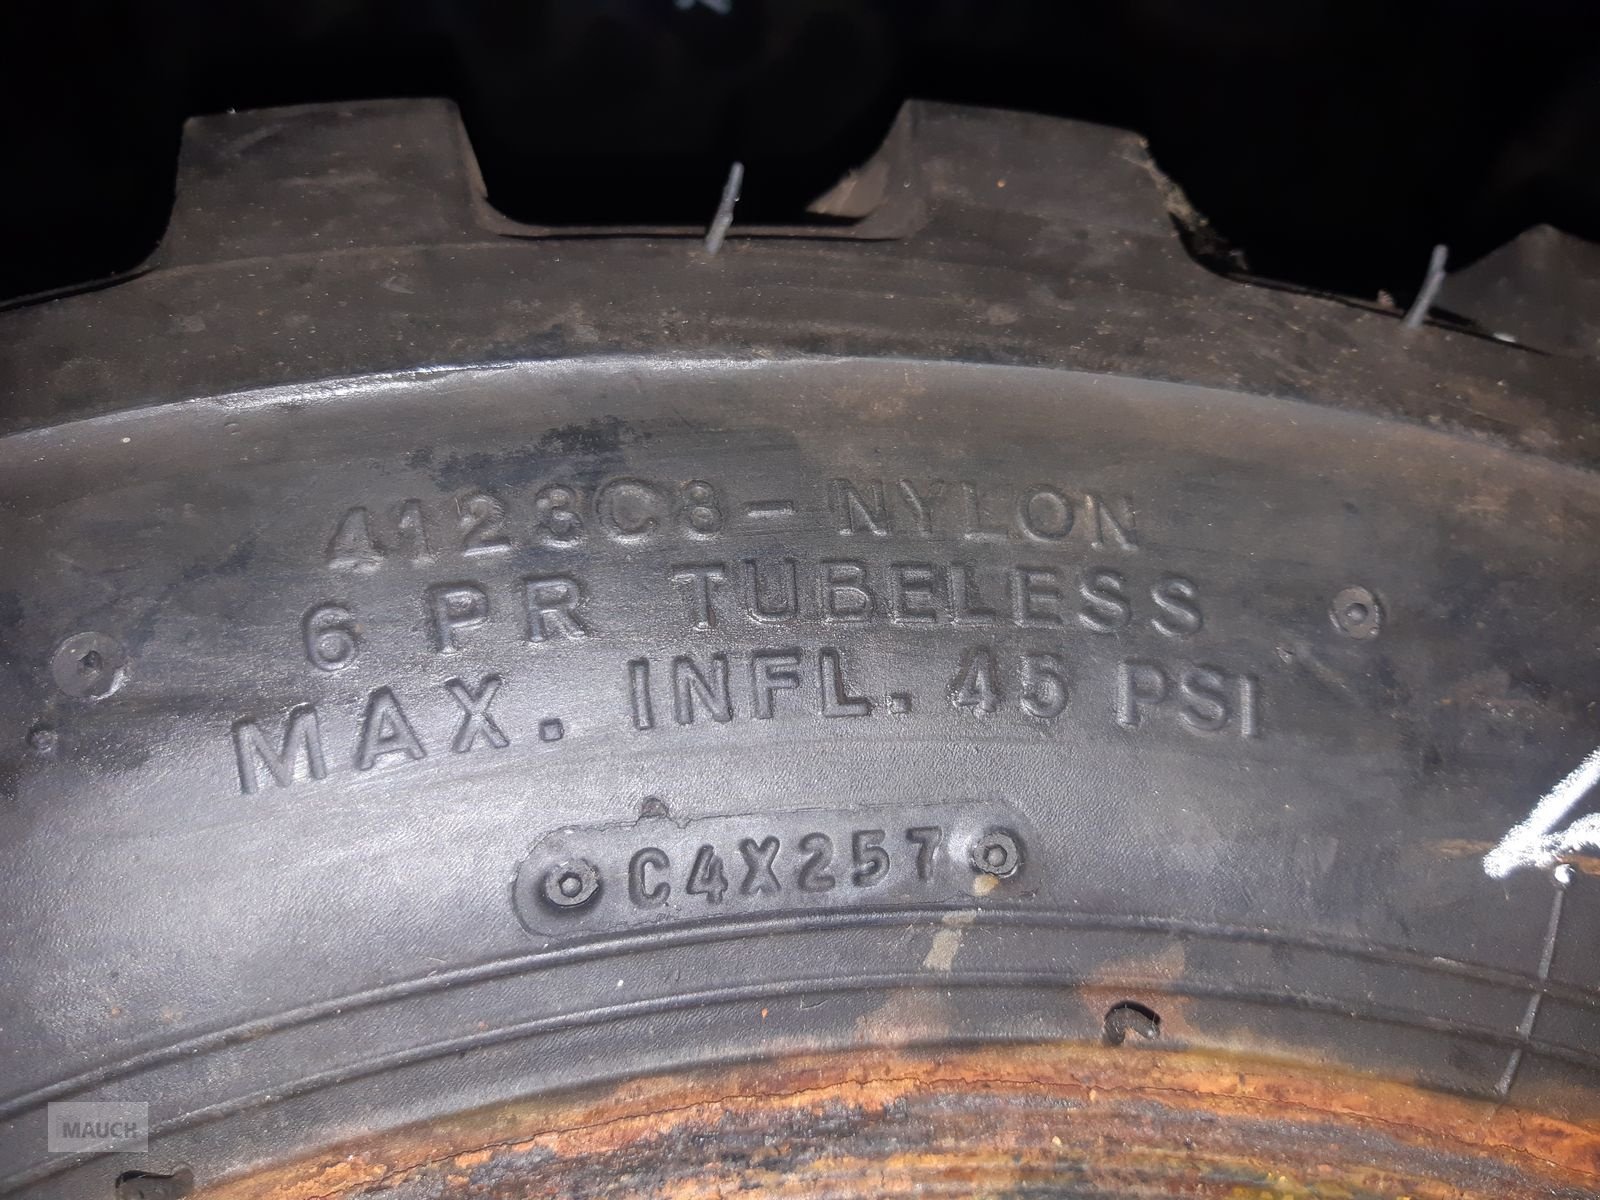 4123C8-NYLON
6 PR TUBELESS
MAX. INFL. 45 PSI
C4X257
MAUCH